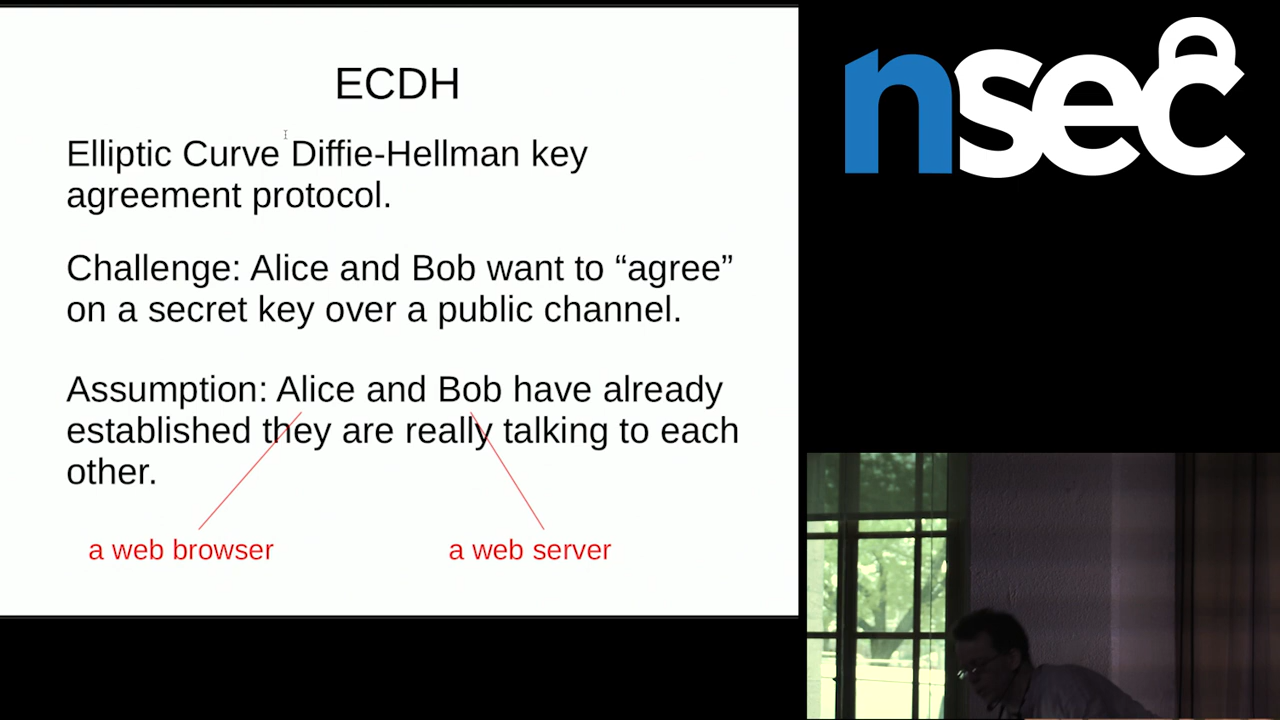 ECDH
Elliptic Curve Diffie-Hellman key
agreement protocol.
Challenge: Alice and Bob want to “agree”
on a secret key over a public channel.
Assumption: Alice and Bob have already
established they are really talking to each
other.
a web browser
a web server
nsec